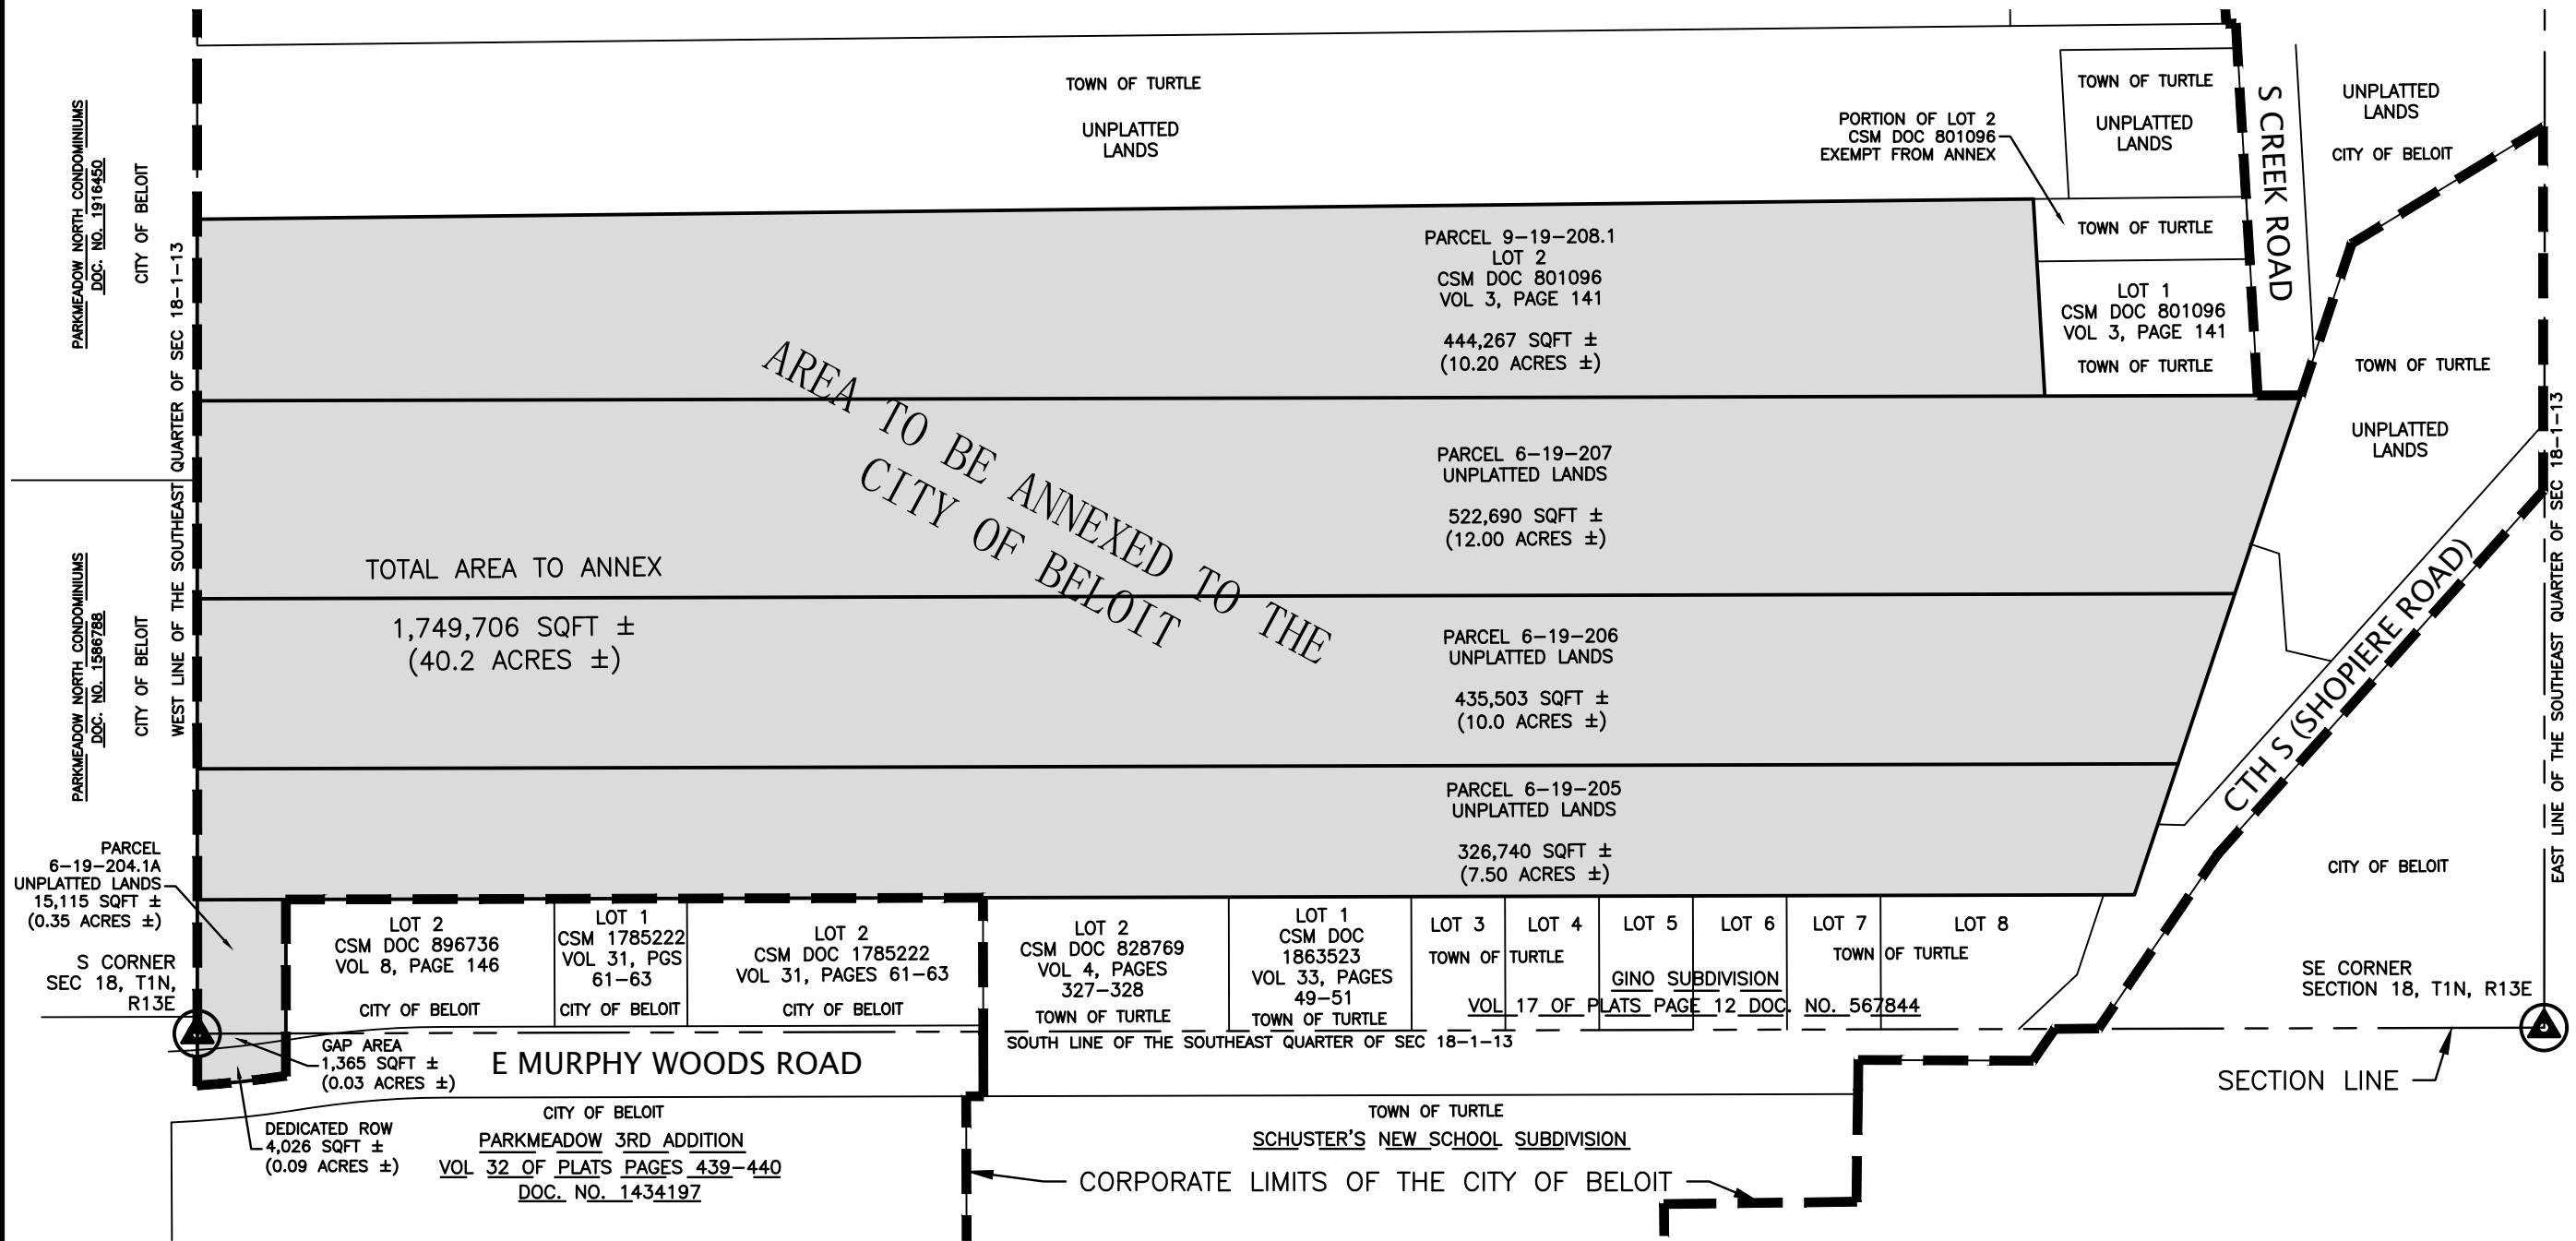 TOWN OF TURTLE
UNPLATTED
LANDS
PORTION OF LOT 2
CSM DOC 801096
EXEMPT FROM ANNEX
TOWN OF TURTLE
UNPLATTED
LANDS
S CREEK ROAD
UNPLATTED
LANDS
CITY OF BELOIT
PARKMEADOW NORTH CONDOMINIUMS
DOC. NO. 1916450
CITY OF BELOIT
WEST LINE OF THE SOUTHEAST QUARTER OF SEC 18-1-13
PARCEL 9-19-208.1
LOT 2
CSM DOC 801096
VOL 3, PAGE 141
444,267 SQFT ±
(10.20 ACRES ±)
TOWN OF TURTLE
LOT 1
CSM DOC 801096
VOL 3, PAGE 141
TOWN OF TURTLE
TOWN OF TURTLE
UNPLATTED
LANDS
AREA TO BE ANNEXED TO THE
CITY OF BELOIT
PARCEL 6-19-207
UNPLATTED LANDS
522,690 SQFT ±
(12.00 ACRES ±)
TOTAL AREA TO ANNEX
1,749,706 SQFT ±
(40.2 ACRES ±)
PARCEL 6-19-206
UNPLATTED LANDS
435,503 SQFT ±
(10.0 ACRES ±)
CTH S (SHOPIERE ROAD)
EAST LINE OF THE SOUTHEAST QUARTER OF SEC 18-1-13
PARKMEADOW NORTH CONDOMINIUMS
DOC. NO. 1586788
CITY OF BELOIT
PARCEL 6-19-205
UNPLATTED LANDS
326,740 SQFT ±
(7.50 ACRES ±)
PARCEL
6-19-204.1A
UNPLATTED LANDS
15,115 SQFT ±
(0.35 ACRES ±)
S CORNER
SEC 18, T1N,
R13E
LOT 2
CSM DOC 896736
VOL 8, PAGE 146
CITY OF BELOIT
LOT 1
CSM 1785222
VOL 31, PGS
61-63
CITY OF BELOIT
LOT 2
CSM DOC 1785222
VOL 31, PAGES 61-63
CITY OF BELOIT
LOT 2
CSM DOC 828769
VOL 4, PAGES
327-328
TOWN OF TURTLE
LOT 1
CSM DOC
1863523
VOL 33, PAGES
49-51
TOWN OF TURTLE
LOT 3
LOT 4
LOT 5
LOT 6
LOT 7
LOT 8
TOWN OF TURTLE
TOWN OF TURTLE
GINO SUBDIVISION
VOL 17 OF PLATS PAGE 12 DOC. NO. 567844
CITY OF BELOIT
SE CORNER
SECTION 18, T1N, R13E
SOUTH LINE OF THE SOUTHEAST QUARTER OF SEC 18-1-13
GAP AREA
1,365 SQFT ±
(0.03 ACRES ±)
E MURPHY WOODS ROAD
SECTION LINE
DEDICATED ROW
4,026 SQFT ±
(0.09 ACRES ±)
CITY OF BELOIT
PARKMEADOW 3RD ADDITION
VOL 32 OF PLATS PAGES 439-440
DOC. NO. 1434197
TOWN OF TURTLE
SCHUSTER'S NEW SCHOOL SUBDIVISION
CORPORATE LIMITS OF THE CITY OF BELOIT